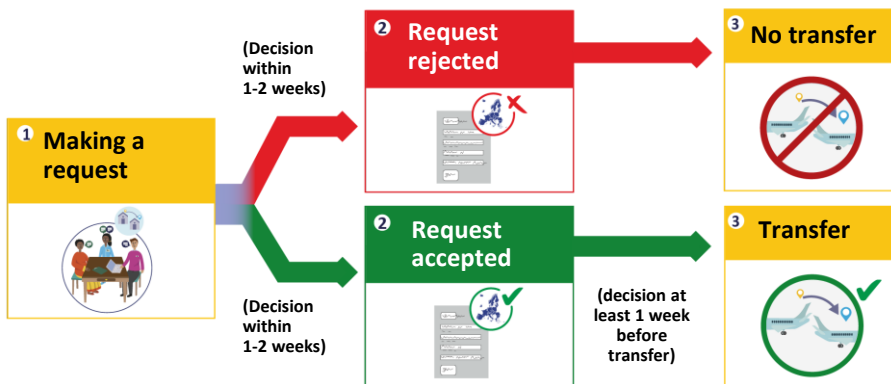 1 Making a
request
(Decision
within
1-2 weeks)
2 Request
rejected
3 No transfer
(Decision
within
1-2 weeks)
2 Request
accepted
(decision at
least 1 week
before
transfer)
3 Transfer